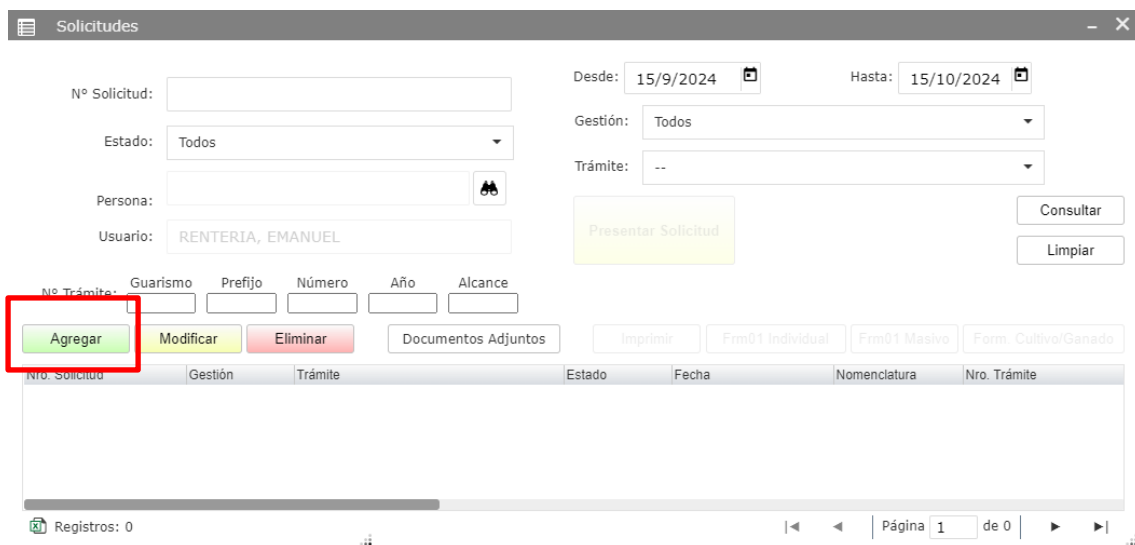 Solicitudes
Nº Solicitud:
Desde: 15/9/2024 Hasta: 15/10/2024
Estado: Todos
Gestión: Todos
Trámite: --
Persona:
Usuario: RENTERIA, EMANUEL
Presentar Solicitud
Consultar
Limpiar
Nº Trámite: Guarismo Prefijo Número Año Alcance
Agregar Modificar Eliminar Documentos Adjuntos Imprimir Frm01 Individual Frm01 Masivo Form. Cultivo/Ganado
Nro. Solicitud Gestión Trámite Estado Fecha Nomenclatura Nro. Trámite
Registros: 0 Página 1 de 0